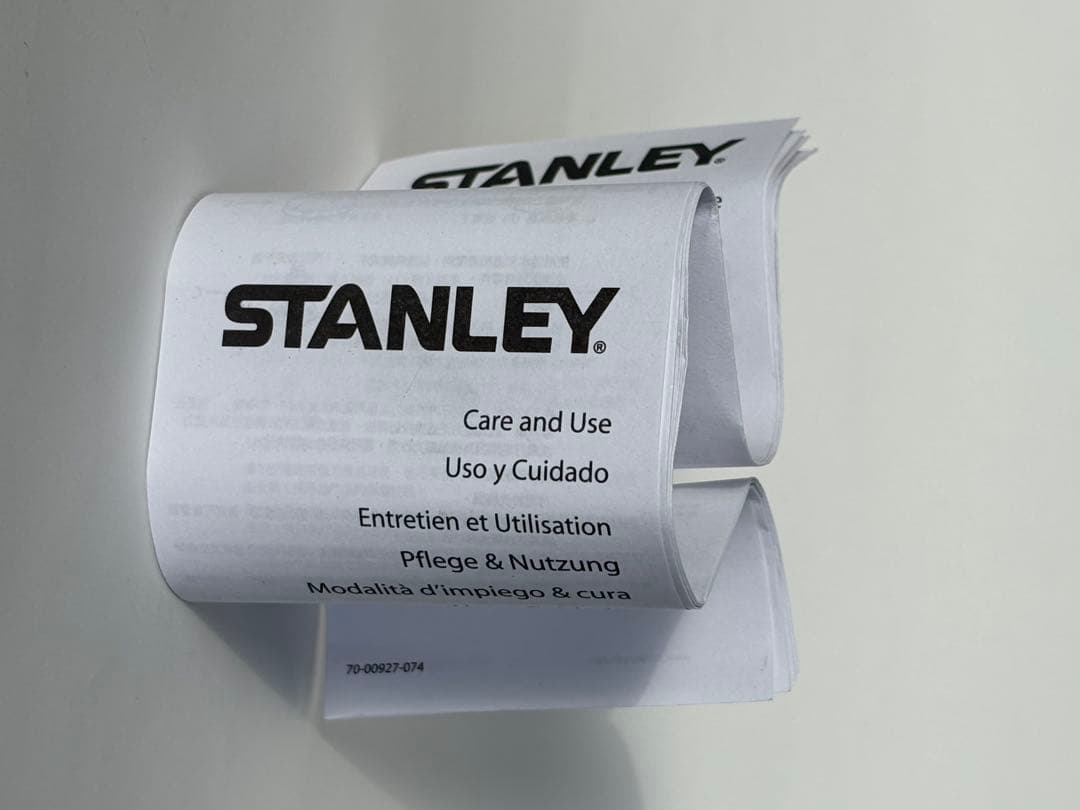 STANLEY®
STANLEY®
Care and Use
Uso y Cuidado
Entretien et Utilisation
Pflege & Nutzung
Modalità d'impiego & cura
70-00927-074